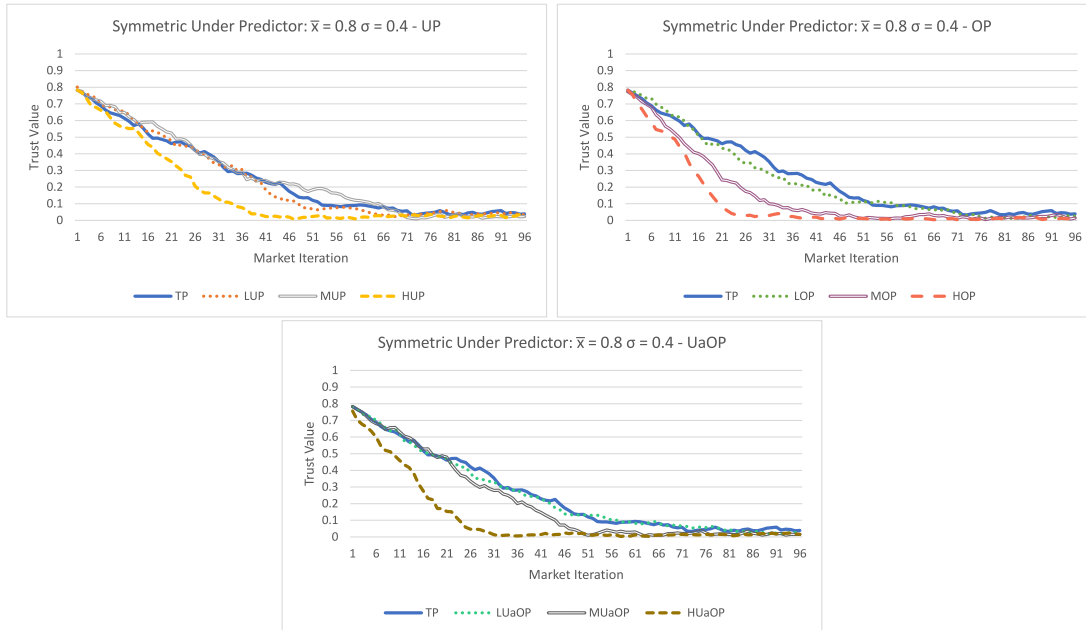 Symmetric Under Predictor: x̅ = 0.8 σ = 0.4 - UP
1
0.9
0.8
0.7
0.6
0.5
0.4
0.3
0.2
0.1
0
Trust Value
1 6 11 16 21 26 31 36 41 46 51 56 61 66 71 76 81 86 91 96
Market Iteration
TP LUP MUP HUP
Symmetric Under Predictor: x̅ = 0.8 σ = 0.4 - OP
1
0.9
0.8
0.7
0.6
0.5
0.4
0.3
0.2
0.1
0
Trust Value
1 6 11 16 21 26 31 36 41 46 51 56 61 66 71 76 81 86 91 96
Market Iteration
TP LOP MOP HOP
Symmetric Under Predictor: x̅ = 0.8 σ = 0.4 - UaOP
1
0.9
0.8
0.7
0.6
0.5
0.4
0.3
0.2
0.1
0
Trust Value
1 6 11 16 21 26 31 36 41 46 51 56 61 66 71 76 81 86 91 96
Market Iteration
TP LUaOP MUaOP HUaOP